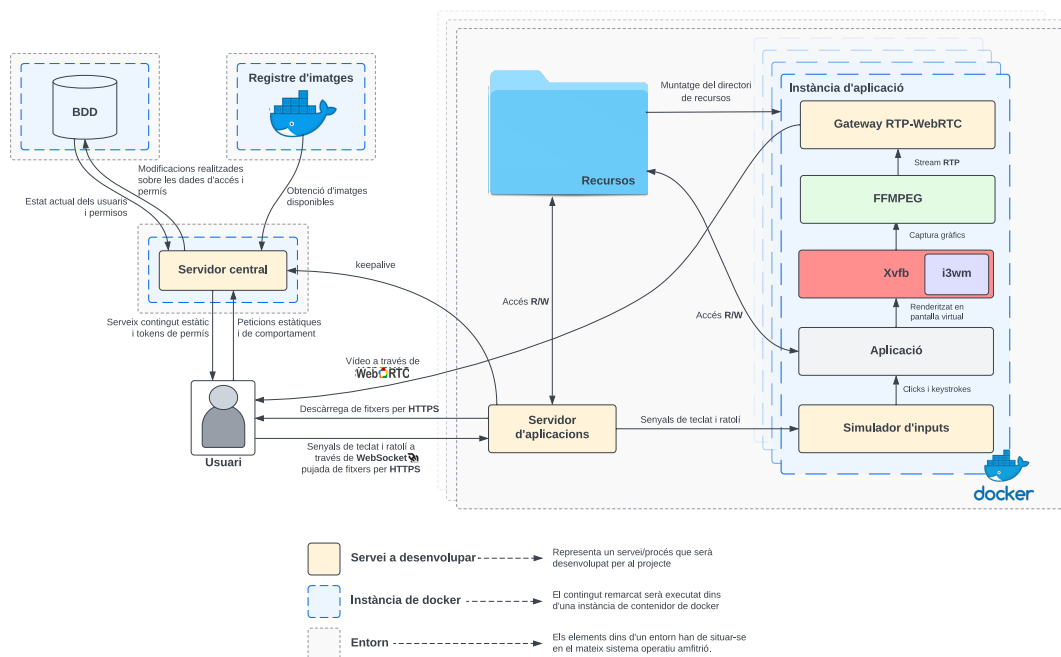 BDD
Registre d'imatges
Modificacions realitzades
sobre les dades d'accés i
permís
Estat actual dels usuaris
i permisos
Obtenció d'imatges
disponibles
Servidor central
keepalive
Serveix contingut estàtic
i tokens de permís
Peticions estàtiques
i de comportament
Usuari
Vídeo a través de
WebRTC
Descàrrega de fitxers per HTTPS
Senyals de teclat i ratolí a
través de WebSocket
pujada de fitxers per HTTPS
Recursos
Accés R/W
Servidor
d'aplicacions
Muntatge del directori
de recursos
Accés R/W
Senyals de teclat i ratolí
Instància d'aplicació
Gateway RTP-WebRTC
Stream RTP
FFMPEG
Captura gràfics
Xvfb
i3wm
Renderitzat en
pantalla virtual
Aplicació
Clicks i keystrokes
Simulador d'inputs
docker
Servei a desenvolupar
Representa un servei/procés que serà
desenvolupat per al projecte
Instància de docker
El contingut remarcat serà executat dins
d'una instància de contenidor de docker
Entorn
Els elements dins d'un entorn han de situar-se
en el mateix sistema operatiu amfitrió.